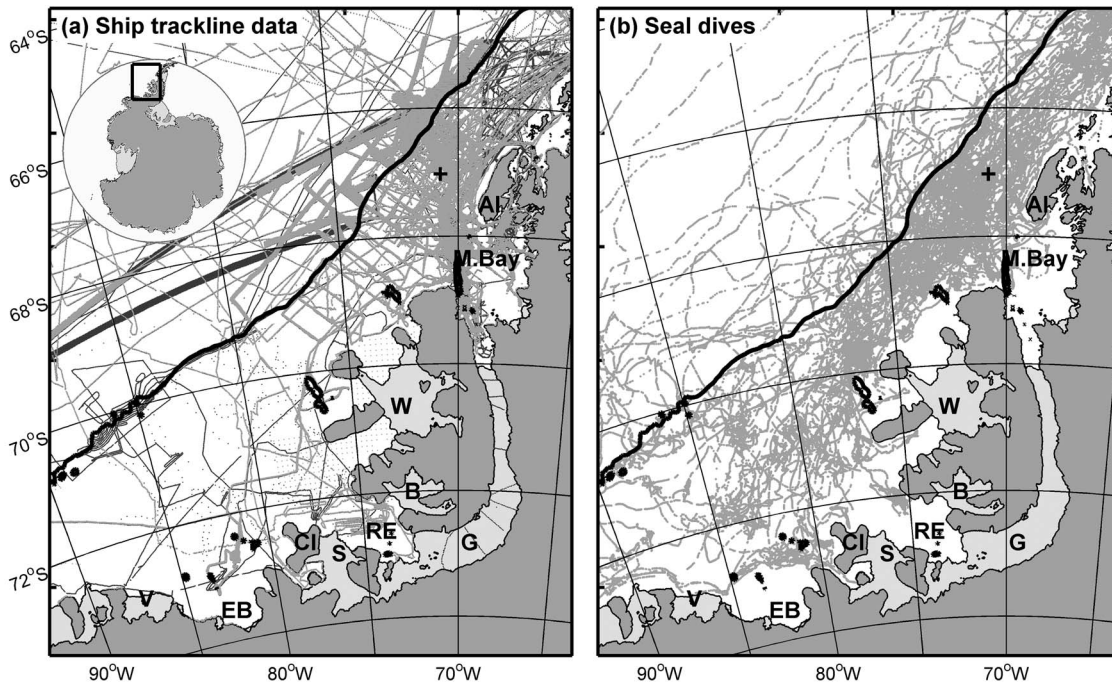 (a) Ship trackline data
(b) Seal dives
64°S
66°S
68°S
70°S
72°S
AI
M.Bay
W
B
RE
CI
S
G
V
EB
AI
M.Bay
W
B
RE
CI
S
G
V
EB
90°W
80°W
70°W
90°W
80°W
70°W